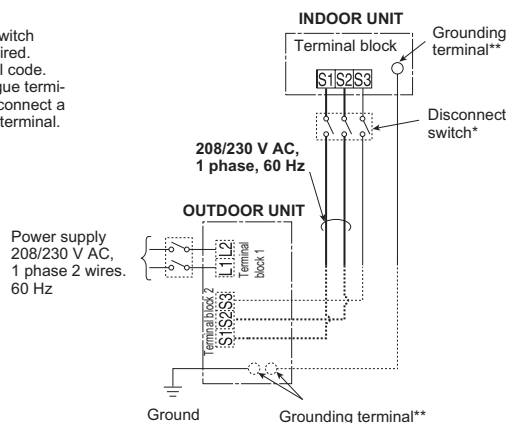 witch
ired.
l code.
gue termi-
onnect a
terminal.
INDOOR UNIT
Terminal block
S1 S2 S3
Grounding
terminal**
Disconnect
switch*
208/230 V AC,
1 phase, 60 Hz
OUTDOOR UNIT
Power supply
208/230 V AC,
1 phase 2 wires.
60 Hz
L1 L2
Terminal
block 1
Terminal block 2
S1 S2 S3
Ground
Grounding terminal**